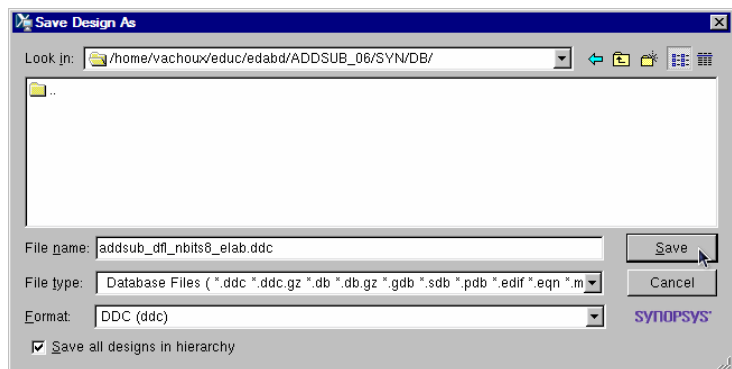 Save Design As
Look in: /home/vachoux/educ/edabd/ADDSUB_06/SYN/DB/
..
File name: addsub_dfl_nbits8_elab.ddc
Save
File type: Database Files ( *.ddc *.ddc.gz *.db *.db.gz *.gdb *.sdb *.pdb *.edif *.eqn *.m
Cancel
Format: DDC (ddc)
SYNOPSYS
Save all designs in hierarchy